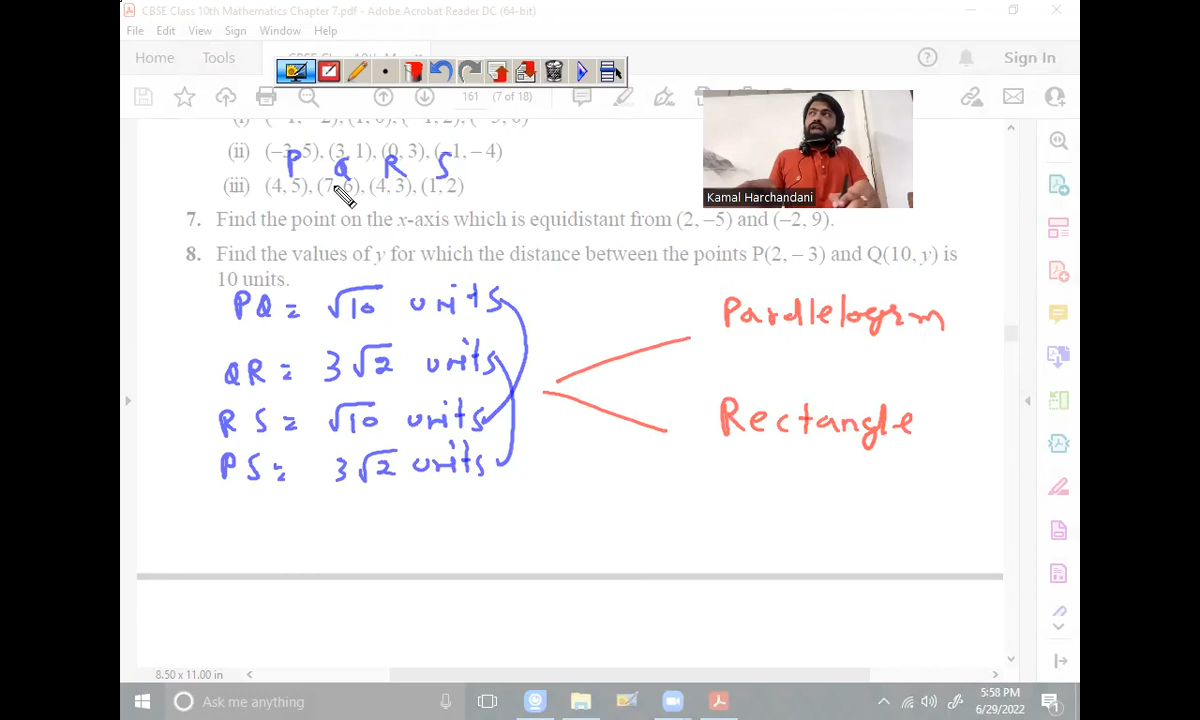 CBSE Class 10th Mathematics Chapter 7.pdf - Adobe Acrobat Reader DC (64-bit)
File Edit View Sign Window Help
Home Tools
Sign In
161 (7 of 18)
(ii) (−3, 5), (3, 1), (0, 3), (−1, −4)
P Q R S
(iii) (4, 5), (7, 6), (4, 3), (1, 2)
Kamal Harchandani
7. Find the point on the x-axis which is equidistant from (2, −5) and (−2, 9).
8. Find the values of y for which the distance between the points P(2, − 3) and Q(10, y) is
10 units.
PQ = √10 units
QR = 3√2 units
RS = √10 units
PS = 3√2 units
Parallelogrm
Rectangle
8.50 x 11.00 in
Ask me anything
5:58 PM
6/29/2022